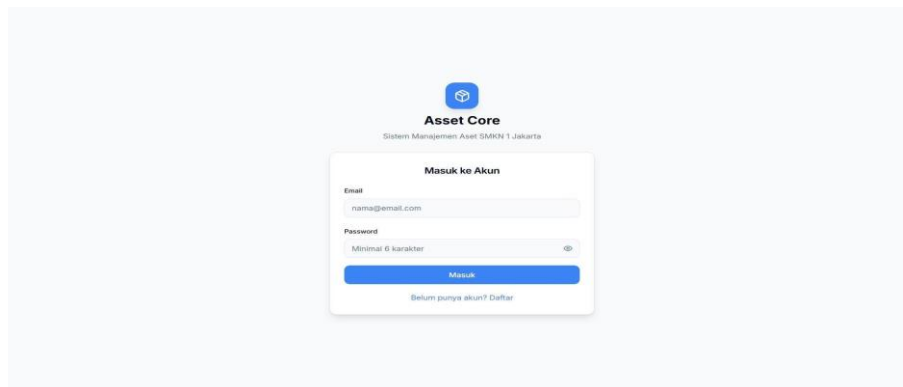 Asset Core
Sistem Manajemen Aset SMKN 1 Jakarta
Masuk ke Akun
Email
nama@email.com
Password
Minimal 6 karakter
Masuk
Belum punya akun? Daftar